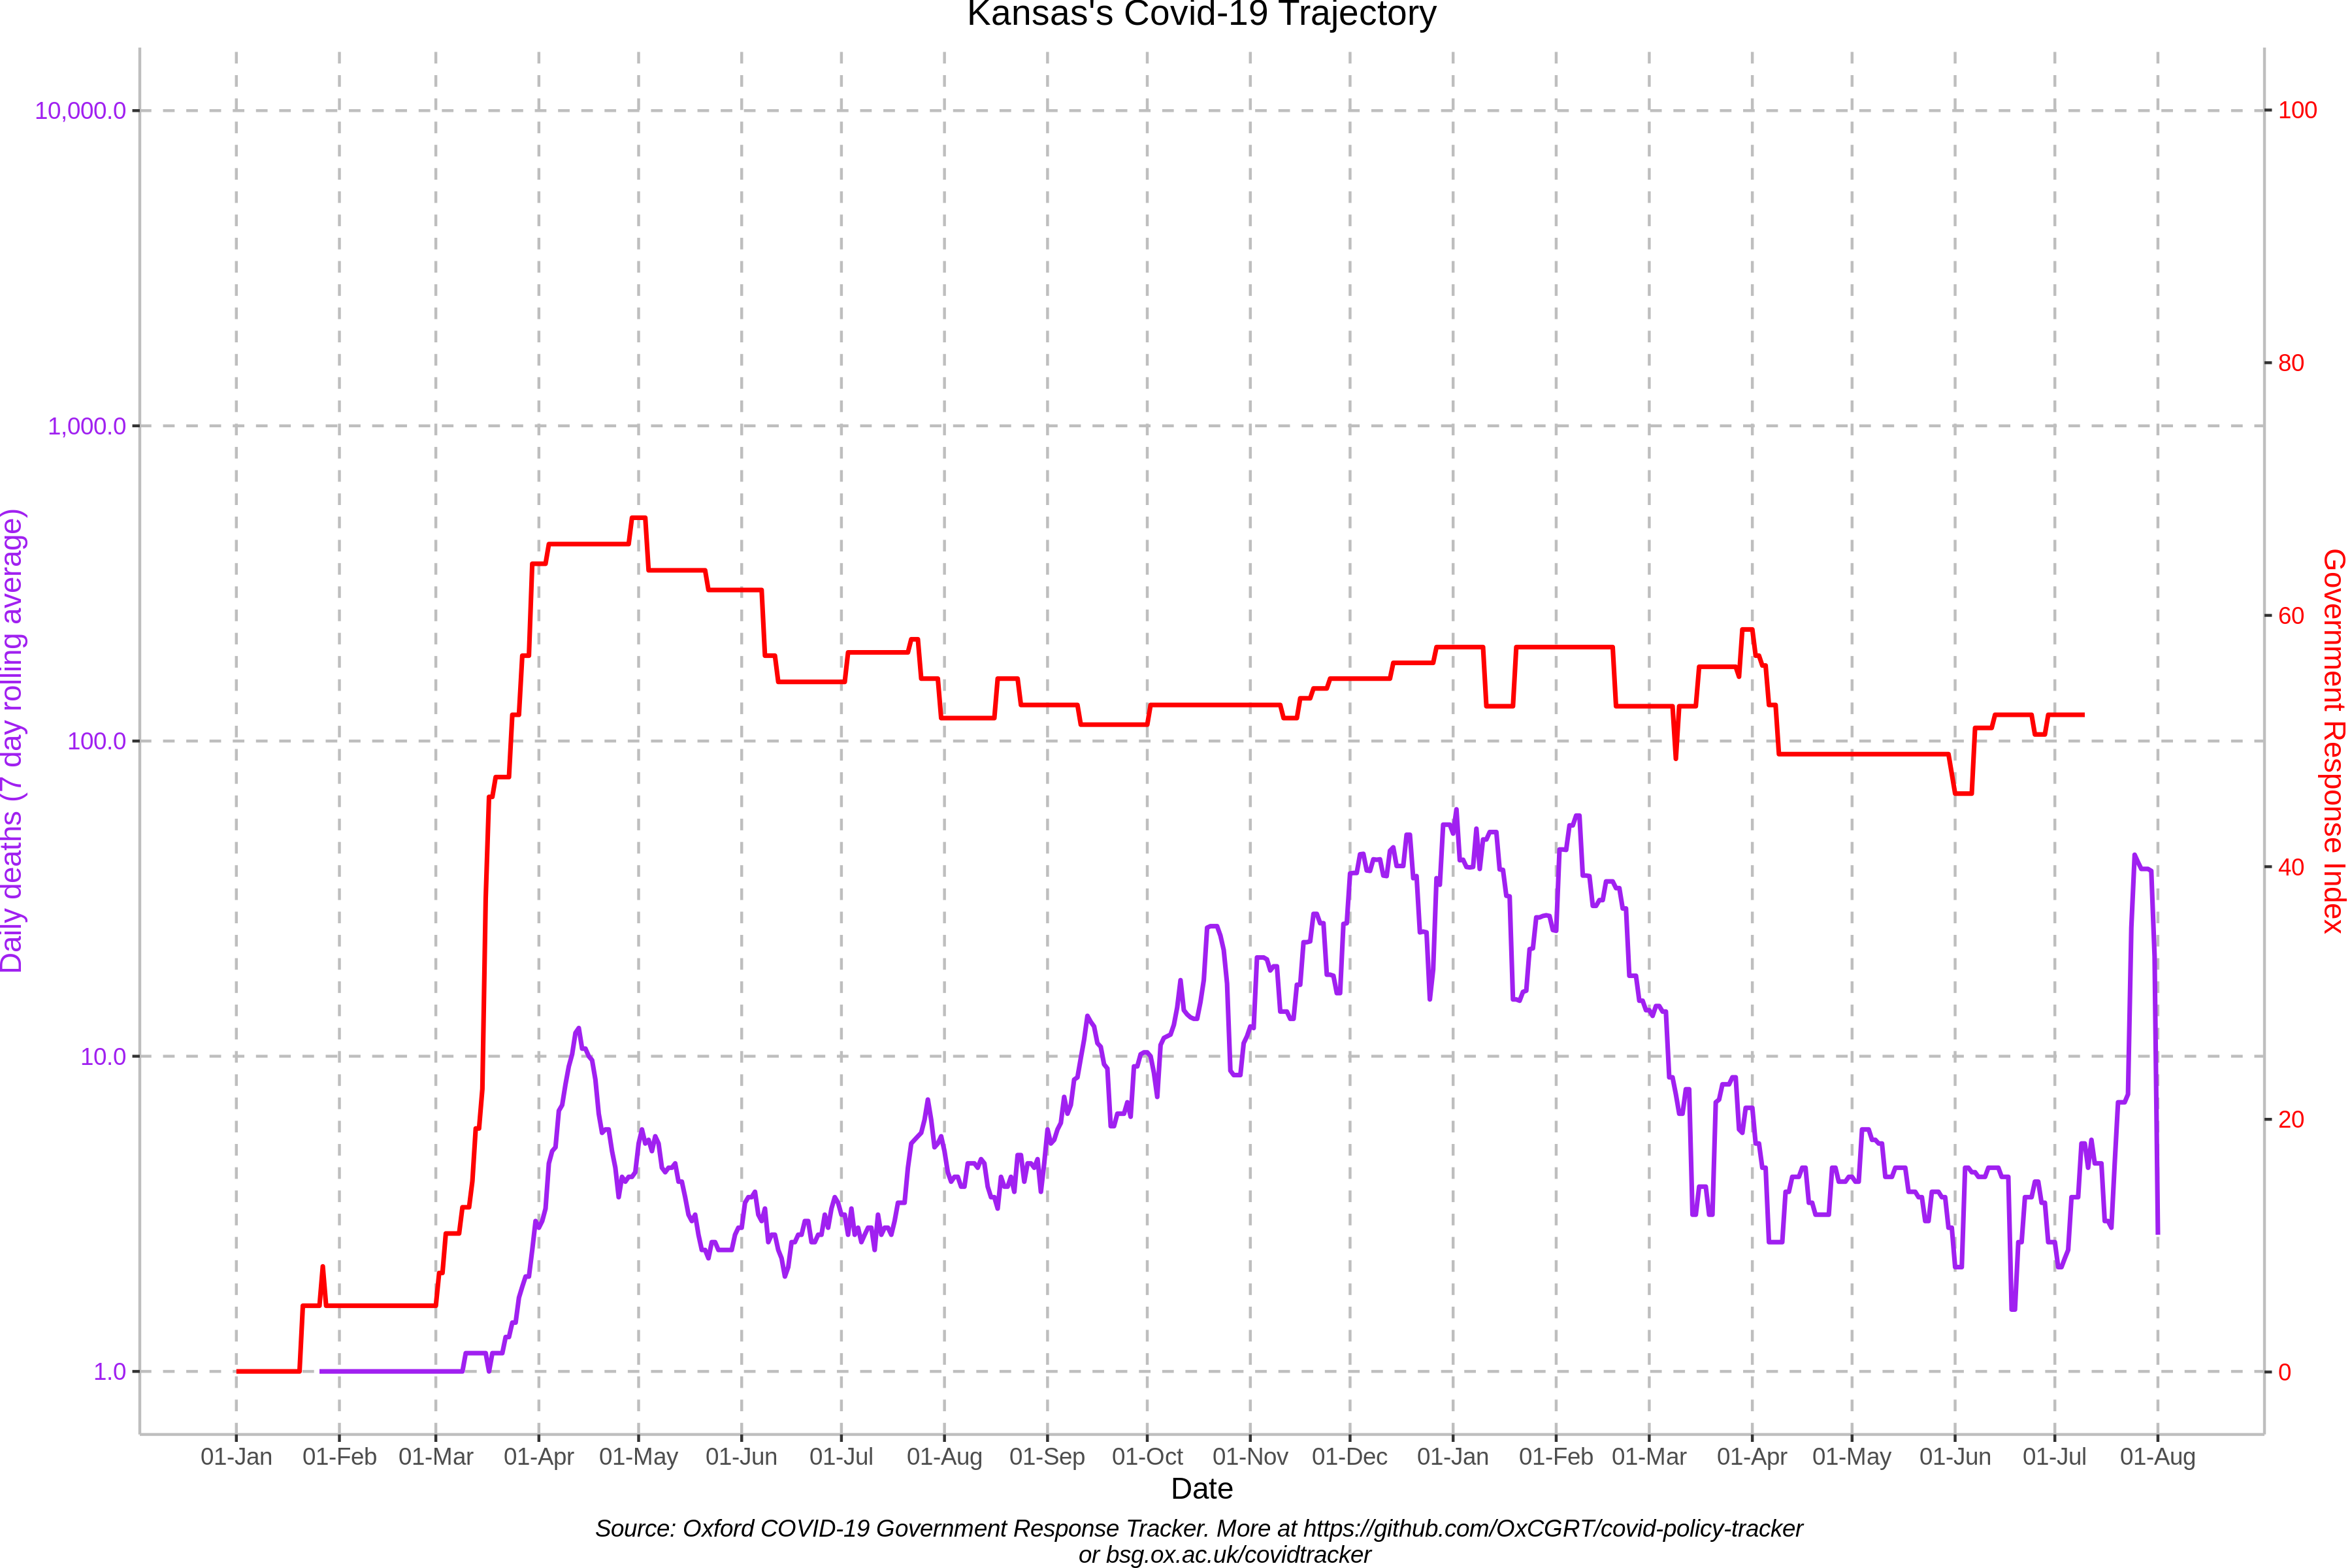 Kansas's Covid-19 Trajectory
10,000.0
1,000.0
100.0
10.0
1.0
Daily deaths (7 day rolling average)
100
80
60
40
20
0
Government Response Index
01-Jan 01-Feb 01-Mar 01-Apr 01-May 01-Jun 01-Jul 01-Aug 01-Sep 01-Oct 01-Nov 01-Dec 01-Jan 01-Feb 01-Mar 01-Apr 01-May 01-Jun 01-Jul 01-Aug
Date
Source: Oxford COVID-19 Government Response Tracker. More at https://github.com/OxCGRT/covid-policy-tracker
or bsg.ox.ac.uk/covidtracker